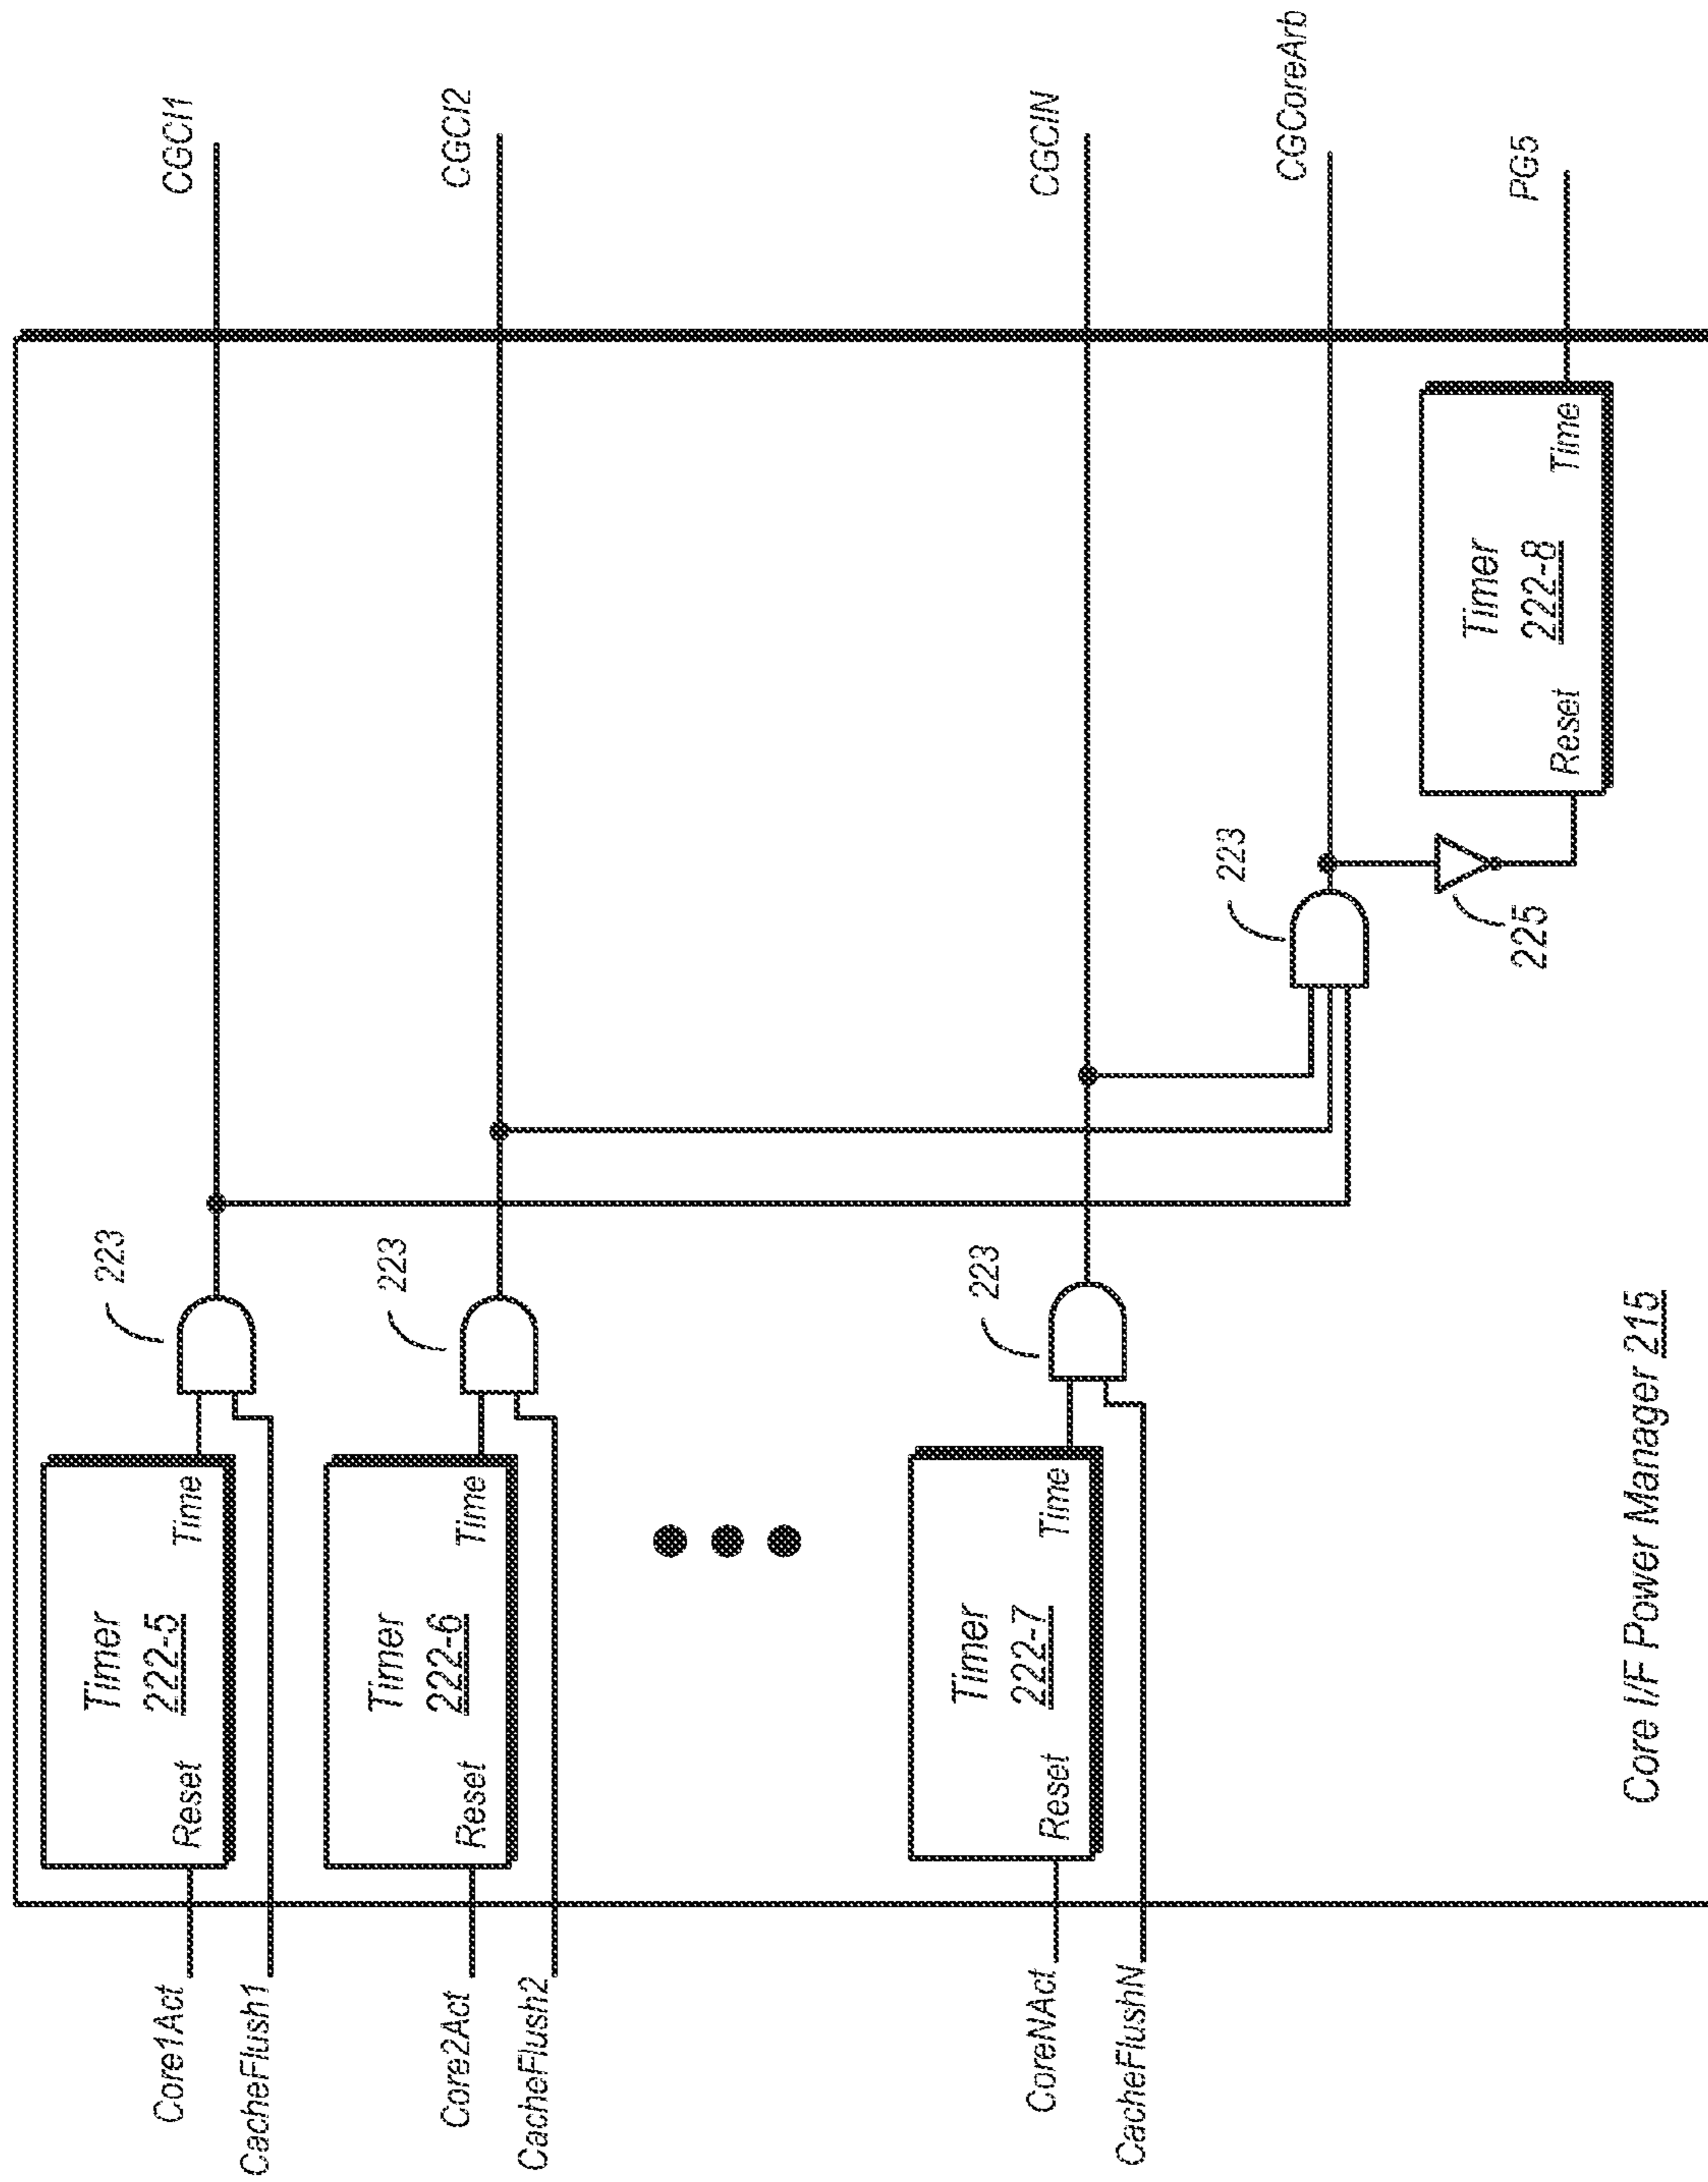 Core1Act
CacheFlush1
Reset
Timer
222-5
Time
223
CGCI1
Core2Act
CacheFlush2
Reset
Timer
222-6
Time
223
CGCI2
CoreNAct
CacheFlushN
Reset
Timer
222-7
Time
223
CGCIN
223
CGCoreArb
225
Reset
Timer
222-8
Time
PG5
Core I/F Power Manager 215